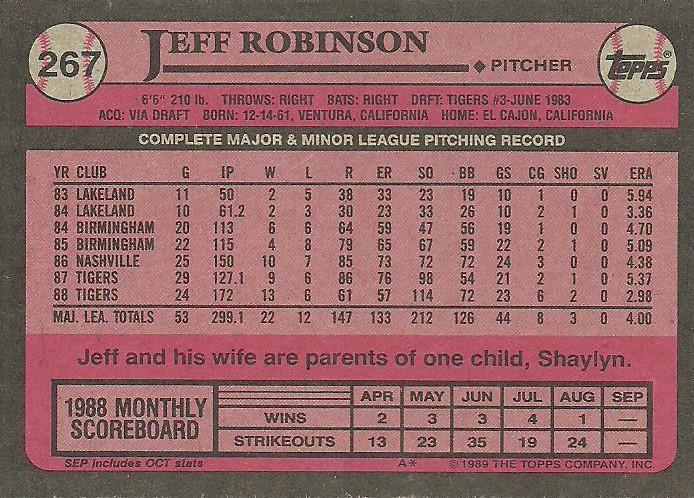 267
JEFF ROBINSON
PITCHER
TOPPS®
6'6" 210 lb. THROWS: RIGHT BATS: RIGHT DRFT: TIGERS #3-JUNE 1983
ACQ: VIA DRAFT BORN: 12-14-61, VENTURA, CALIFORNIA HOME: EL CAJON, CALIFORNIA
COMPLETE MAJOR & MINOR LEAGUE PITCHING RECORD
YR CLUB G IP W L R ER SO BB GS CG SHO SV ERA
83 LAKELAND 11 50 2 5 38 33 23 19 10 1 0 0 5.94
84 LAKELAND 10 61.2 2 3 30 23 33 26 10 2 1 0 3.36
84 BIRMINGHAM 20 113 6 6 64 59 47 56 19 1 0 0 4.70
85 BIRMINGHAM 22 115 4 8 79 65 67 59 22 2 1 0 5.09
86 NASHVILLE 25 150 10 7 85 73 72 72 24 3 0 0 4.38
87 TIGERS 29 127.1 9 6 86 76 98 54 21 2 1 0 5.37
88 TIGERS 24 172 13 6 61 57 114 72 23 6 2 0 2.98
MAJ. LEA. TOTALS 53 299.1 22 12 147 133 212 126 44 8 3 0 4.00
Jeff and his wife are parents of one child, Shaylyn.
1988 MONTHLY SCOREBOARD
APR MAY JUN JUL AUG SEP
WINS 2 3 3 4 1 —
STRIKEOUTS 13 23 35 19 24 —
SEP includes OCT stats A* © 1989 THE TOPPS COMPANY, INC.